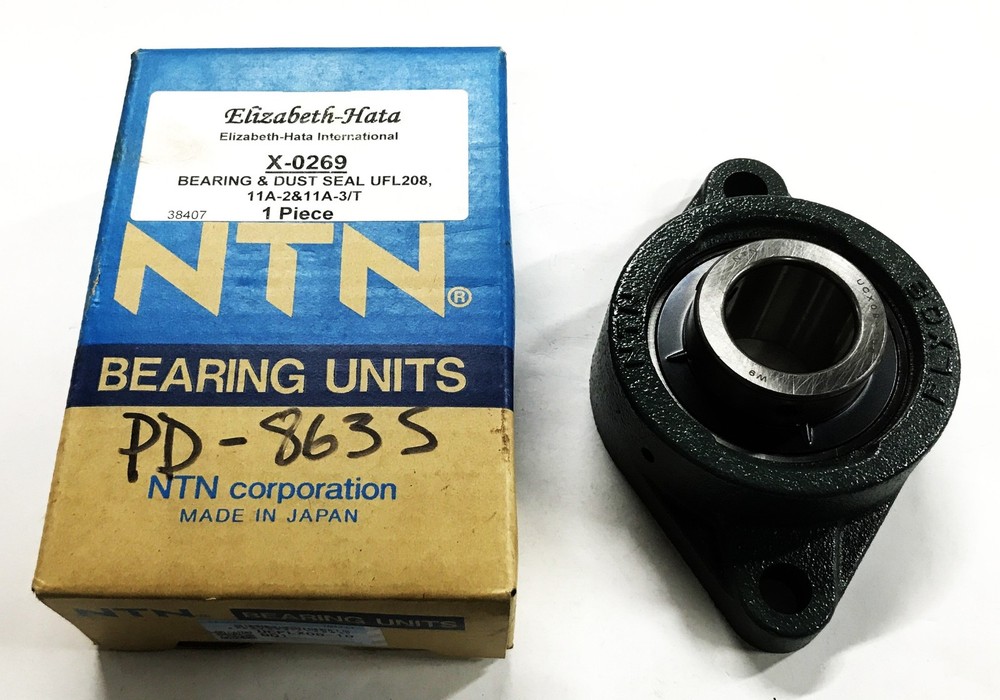 Elizabeth-Hata
Elizabeth-Hata International
X-0269
BEARING & DUST SEAL UFL208,
11A-2&11A-3/T
38407
1 Piece
NTN®
BEARING UNITS
PD-8635
NTN corporation
MADE IN JAPAN
NTN
BEARING UNITS
NTN